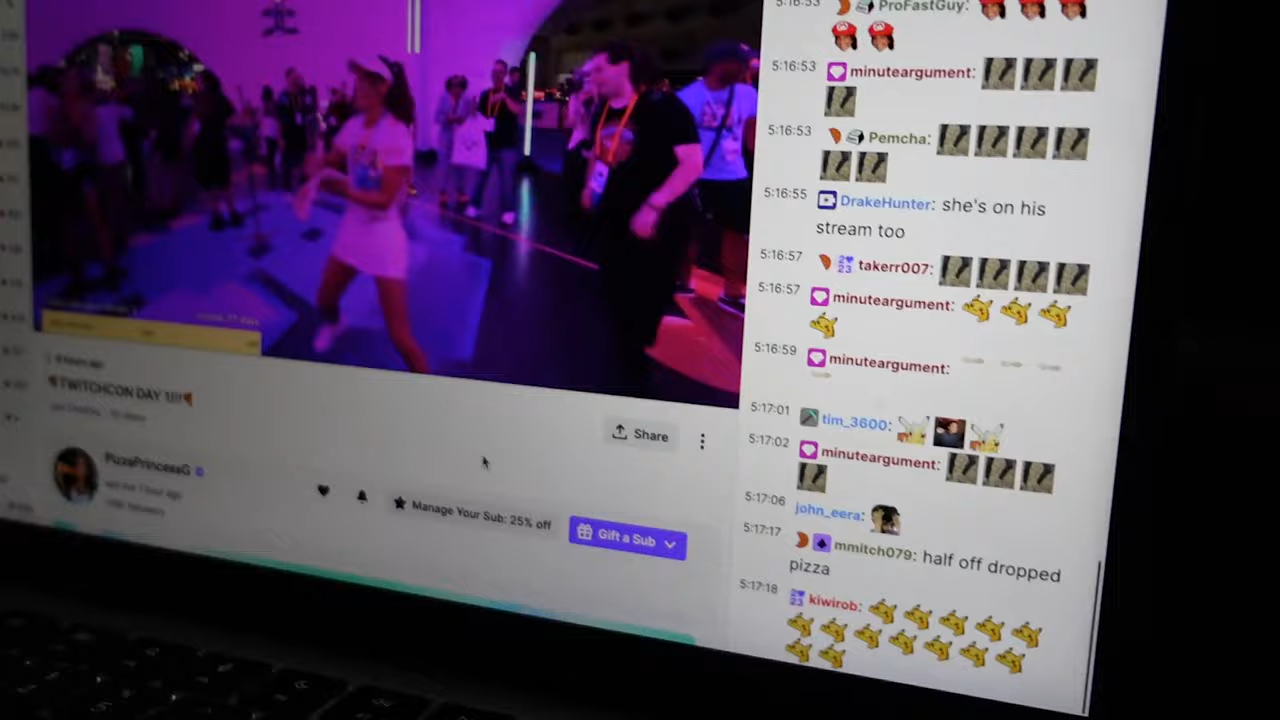 5:16:53 ProFastGuy:
5:16:53 minuteargument:
5:16:53 Pemcha:
5:16:55 DrakeHunter: she's on his
stream too
5:16:57 takerr007:
5:16:57 minuteargument:
5:16:59 minuteargument:
5:17:01 tim_3600:
5:17:02 minuteargument:
5:17:06 john_eera:
5:17:17 mmitch079: half off dropped
pizza
5:17:18 kiwirob:
TWITCHCON DAY 1!!!
Share
PizzaPrincessG
Manage Your Sub: 25% off
Gift a Sub